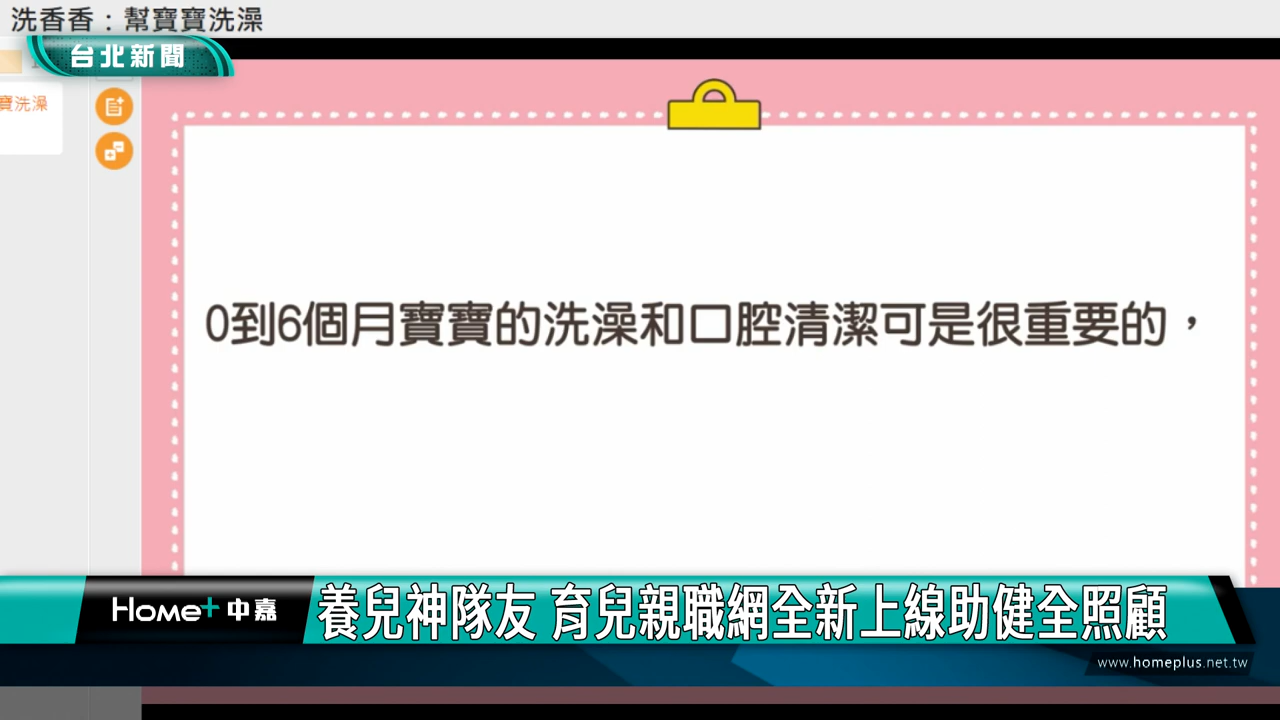 洗香香：幫寶寶洗澡
台北新聞
寶洗澡
0到6個月寶寶的洗澡和口腔清潔可是很重要的，
Home+中嘉
養兒神隊友 育兒親職網全新上線助健全照顧
www.homeplus.net.tw